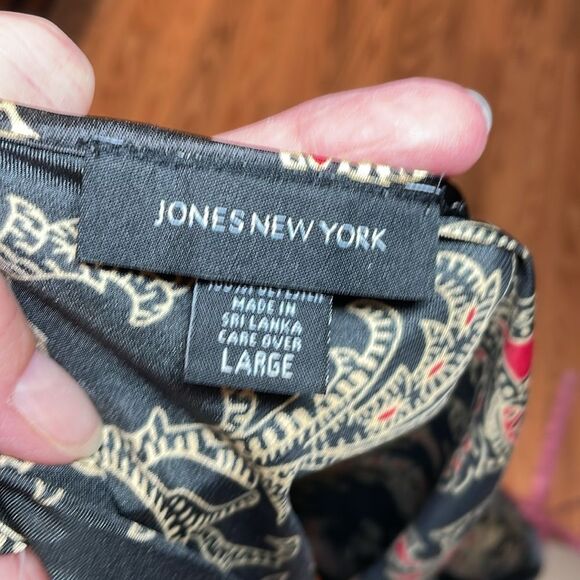 JONES NEW YORK
MADE IN
SRI LANKA
CARE OVER
LARGE